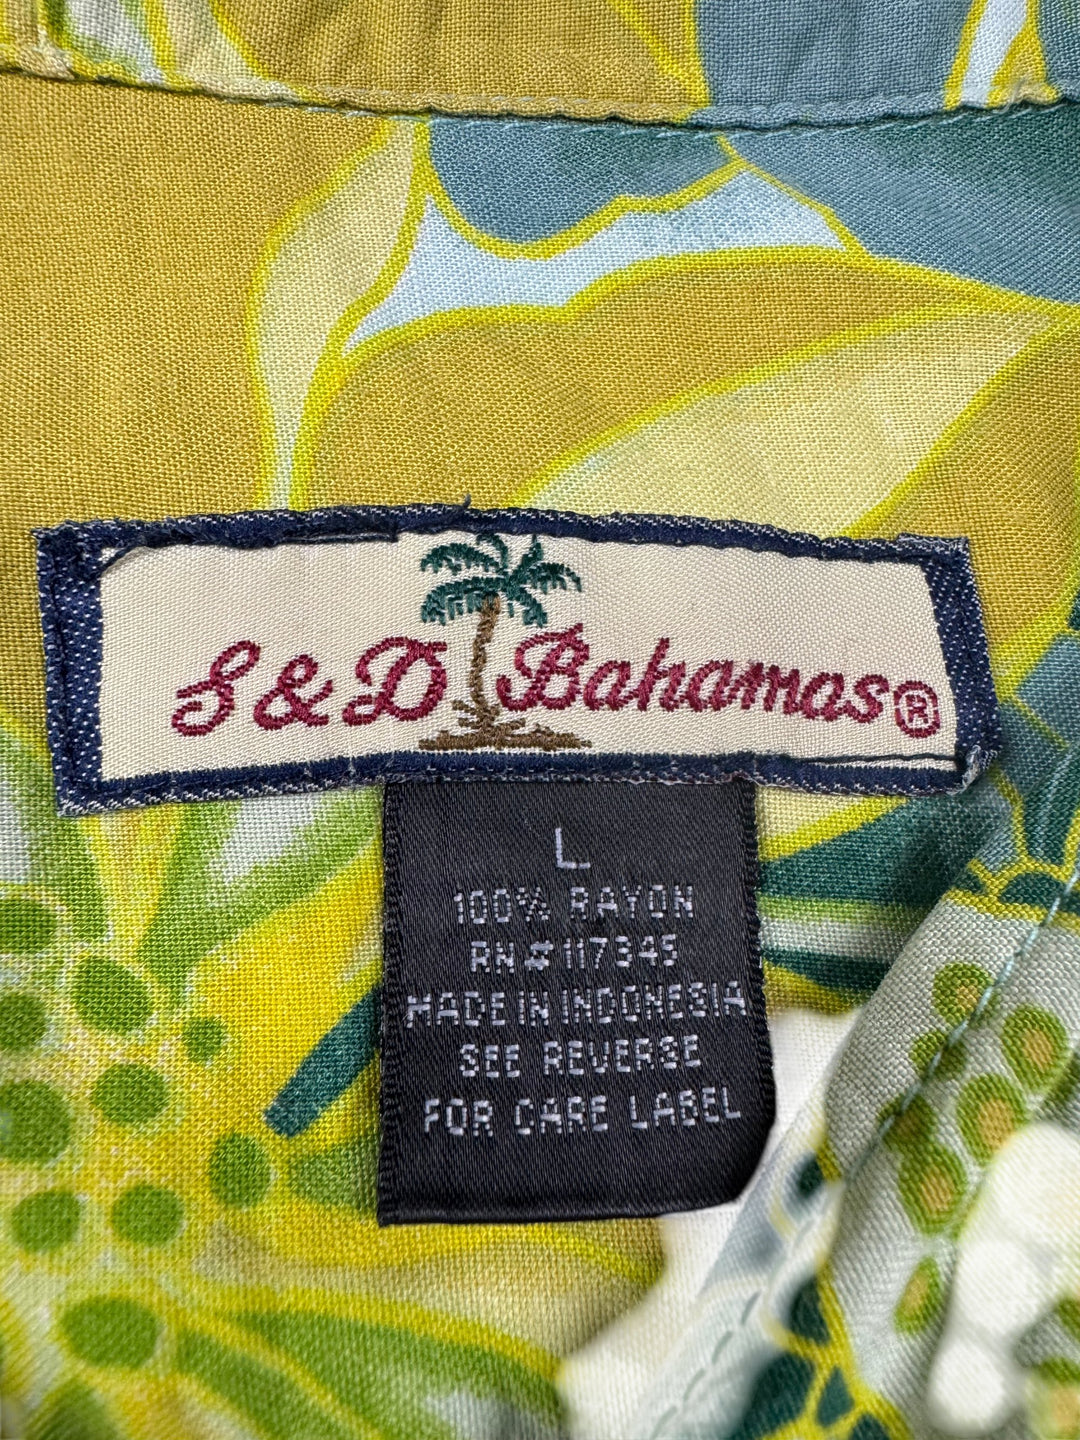 S & D Bahamas®
L
100% RAYON
RN# 117345
MADE IN INDONESIA
SEE REVERSE
FOR CARE LABEL